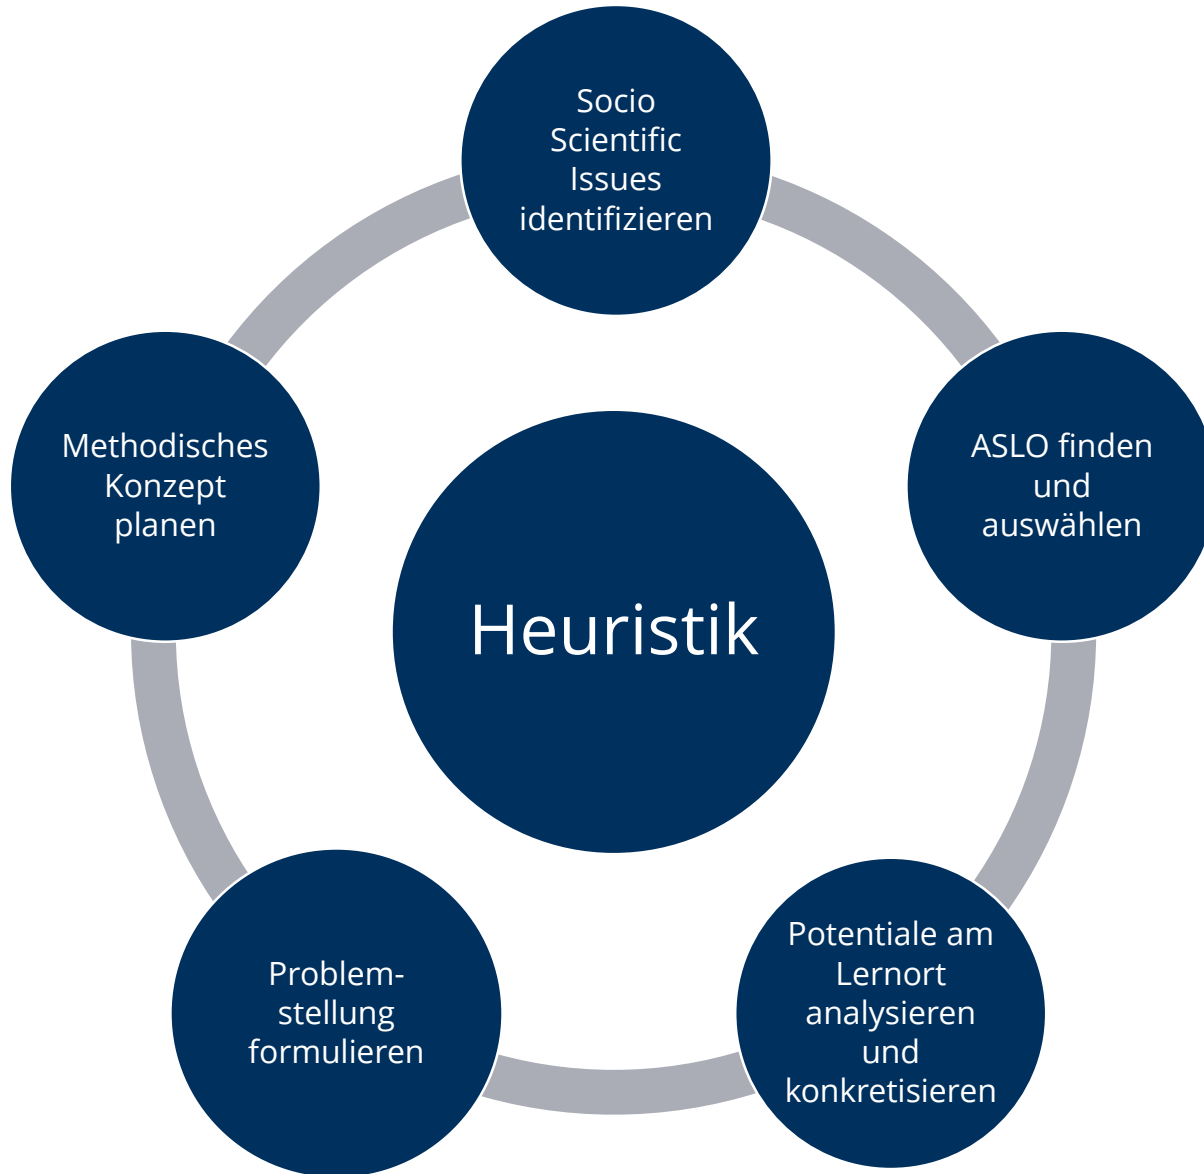 Socio
Scientific
Issues
identifizieren
ASLO finden
und
auswählen
Potentiale am
Lernort
analysieren
und
konkretisieren
Problem-
stellung
formulieren
Methodisches
Konzept
planen
Heuristik